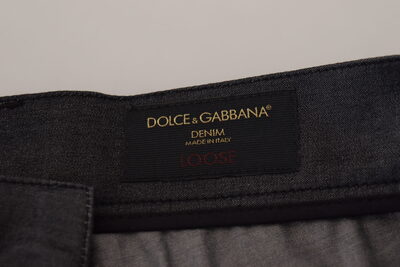 DOLCE & GABBANA®
DENIM
MADE IN ITALY
LOOSE